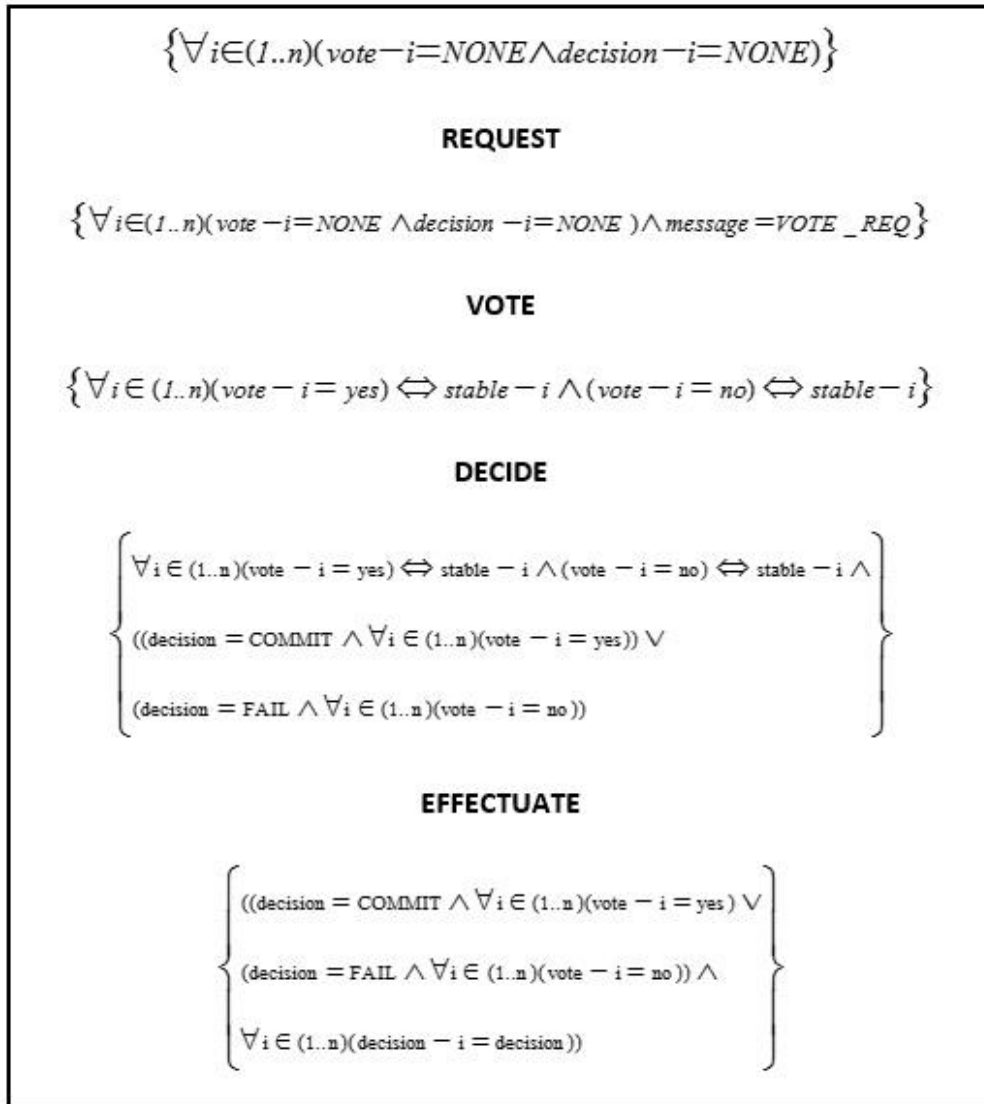 {∀i∈(1..n)(vote−i=NONE∧decision−i=NONE)}
REQUEST
{∀i∈(1..n)(vote−i=NONE ∧decision −i=NONE )∧message=VOTE _REQ}
VOTE
{∀i ∈ (1..n)(vote − i = yes) ⇔ stable − i ∧(vote − i = no) ⇔ stable − i}
DECIDE
∀i ∈ (1..n)(vote − i = yes) ⇔ stable − i ∧ (vote − i = no) ⇔ stable − i ∧
((decision = COMMIT ∧ ∀i ∈ (1..n)(vote − i = yes)) ∨
(decision = FAIL ∧ ∀i ∈ (1..n)(vote − i = no))
EFFECTUATE
((decision = COMMIT ∧ ∀i ∈ (1..n)(vote − i = yes) ∨
(decision = FAIL ∧ ∀i ∈ (1..n)(vote − i = no)) ∧
∀i ∈ (1..n)(decision − i = decision))